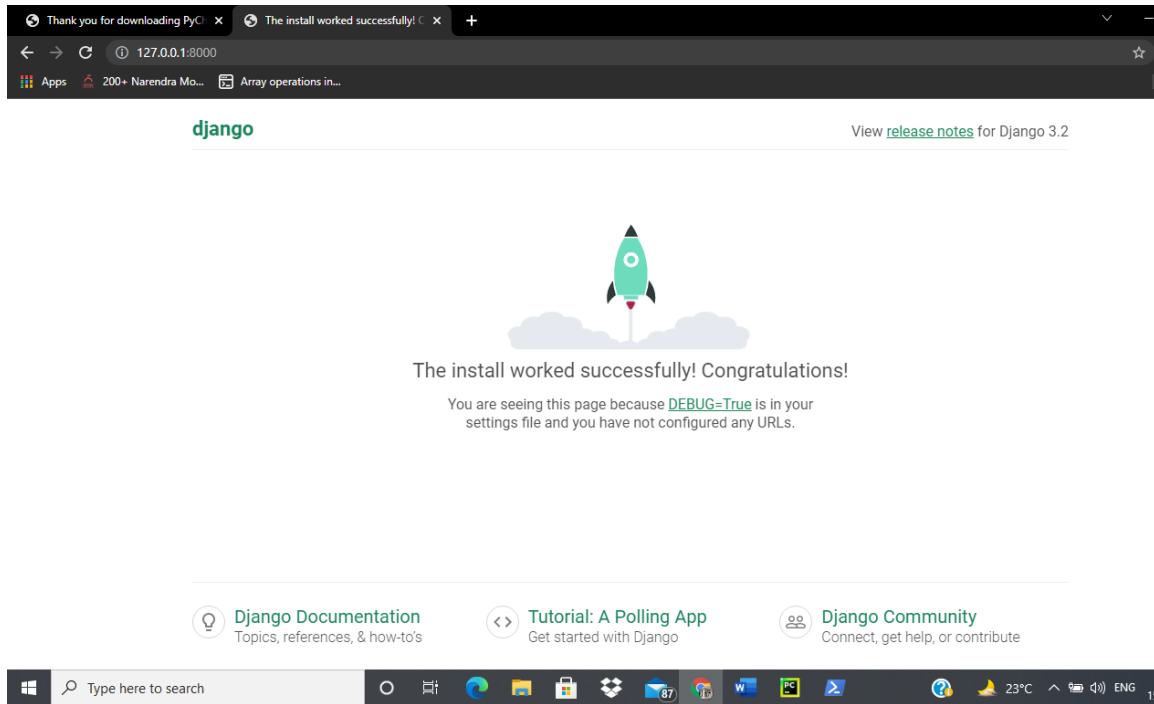 Thank you for downloading PyCh
The install worked successfully! C
127.0.0.1:8000
Apps
200+ Narendra Mo...
Array operations in...
django
View release notes for Django 3.2
The install worked successfully! Congratulations!
You are seeing this page because DEBUG=True is in your
settings file and you have not configured any URLs.
Django Documentation
Topics, references, & how-to's
Tutorial: A Polling App
Get started with Django
Django Community
Connect, get help, or contribute
Type here to search
87
W
PC
23°C
ENG